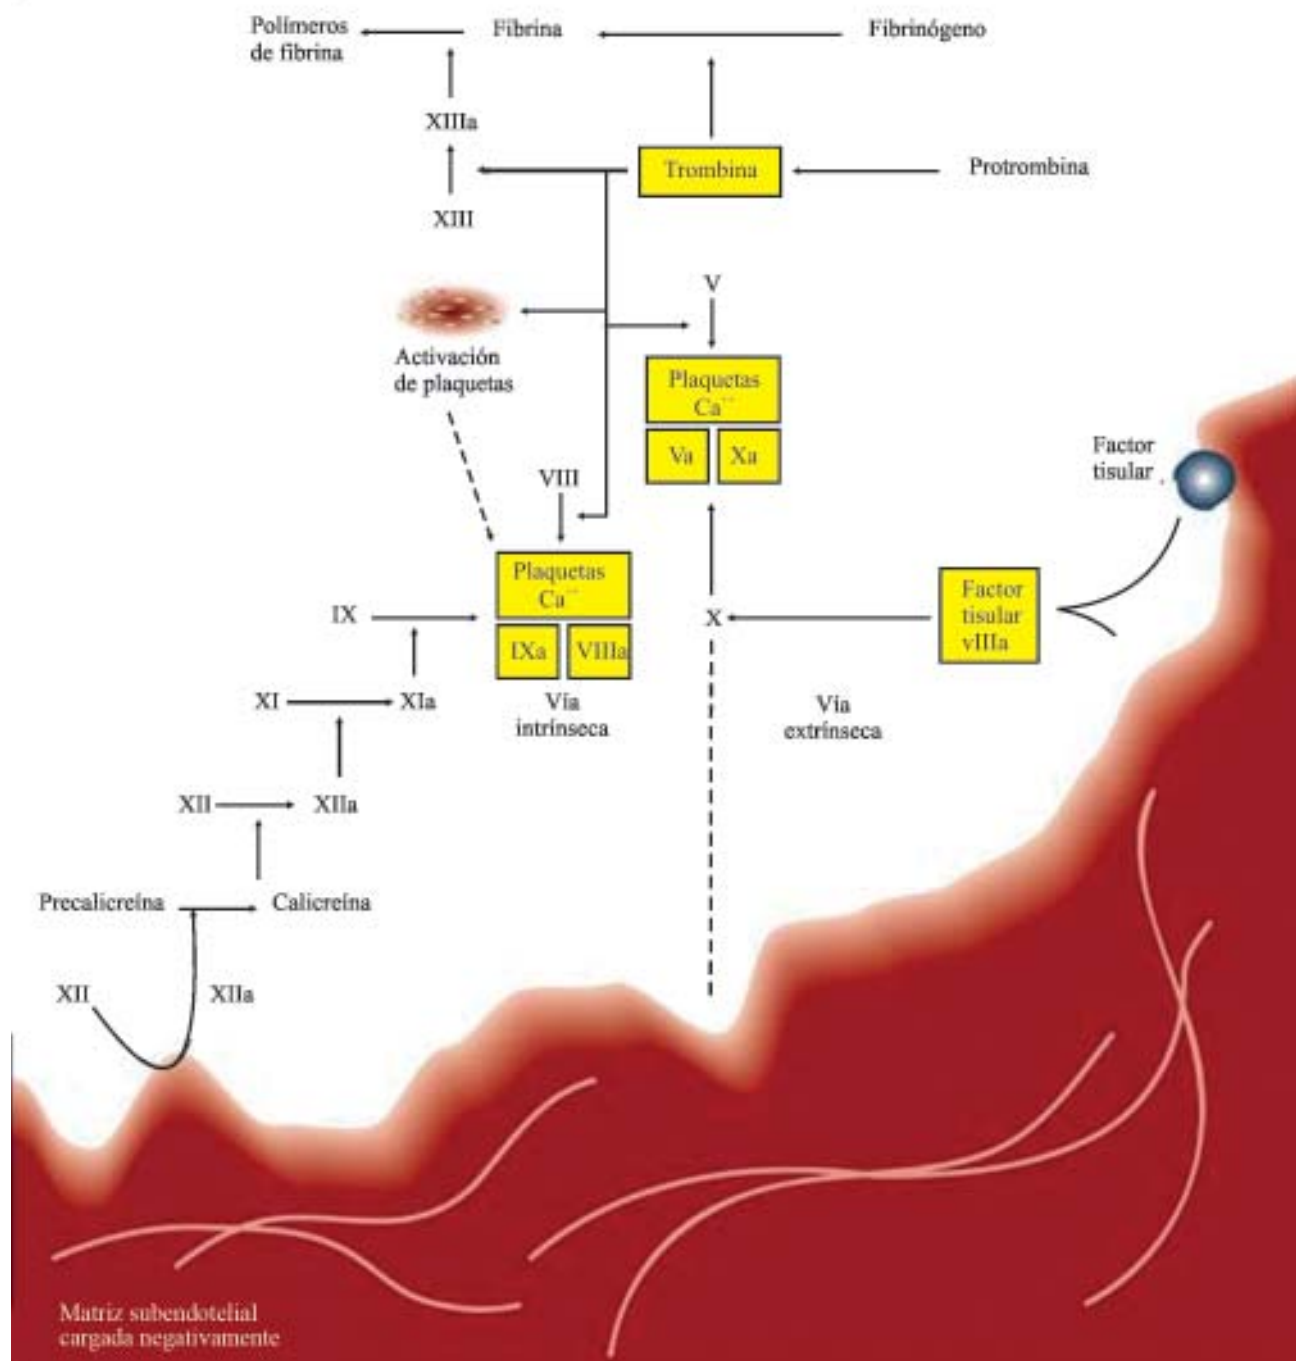 Polímeros
de fibrina
Fibrina
Fibrinógeno
XIIIa
Trombina
Protrombina
XIII
V
Activación
de plaquetas
Plaquetas
Ca++
Va
Xa
Factor
tisular
VIII
Plaquetas
Ca++
IX
IXa
VIIIa
X
Factor
tisular
vIIIa
XI
XIa
Vía
intrínseca
Vía
extrínseca
XII
XIIa
Precalicreína
Calicreína
XII
XIIa
Matriz subendotelial
cargada negativamente